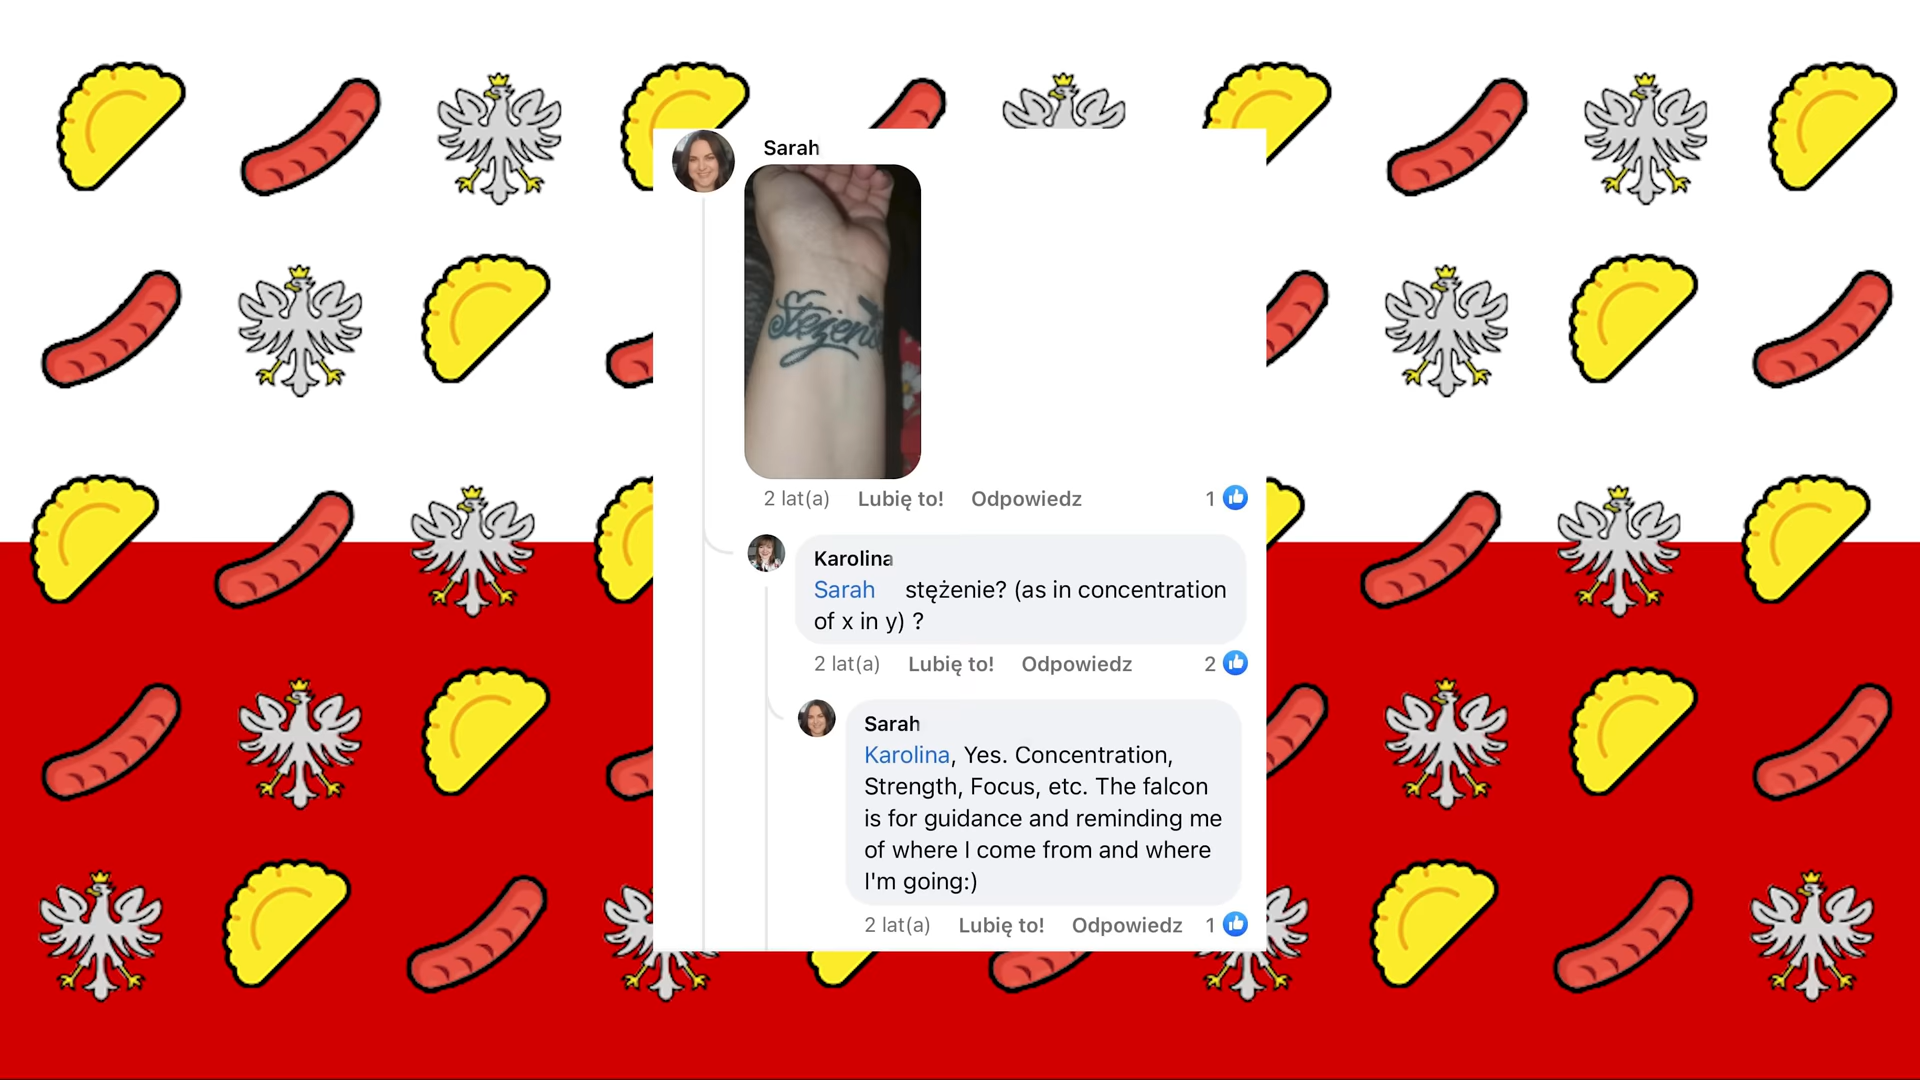 Sarah
Stężeni
2 lat(a) Lubię to! Odpowiedz 1
Karolina
Sarah stężenie? (as in concentration
of x in y) ?
2 lat(a) Lubię to! Odpowiedz 2
Sarah
Karolina, Yes. Concentration,
Strength, Focus, etc. The falcon
is for guidance and reminding me
of where I come from and where
I'm going:)
2 lat(a) Lubię to! Odpowiedz 1